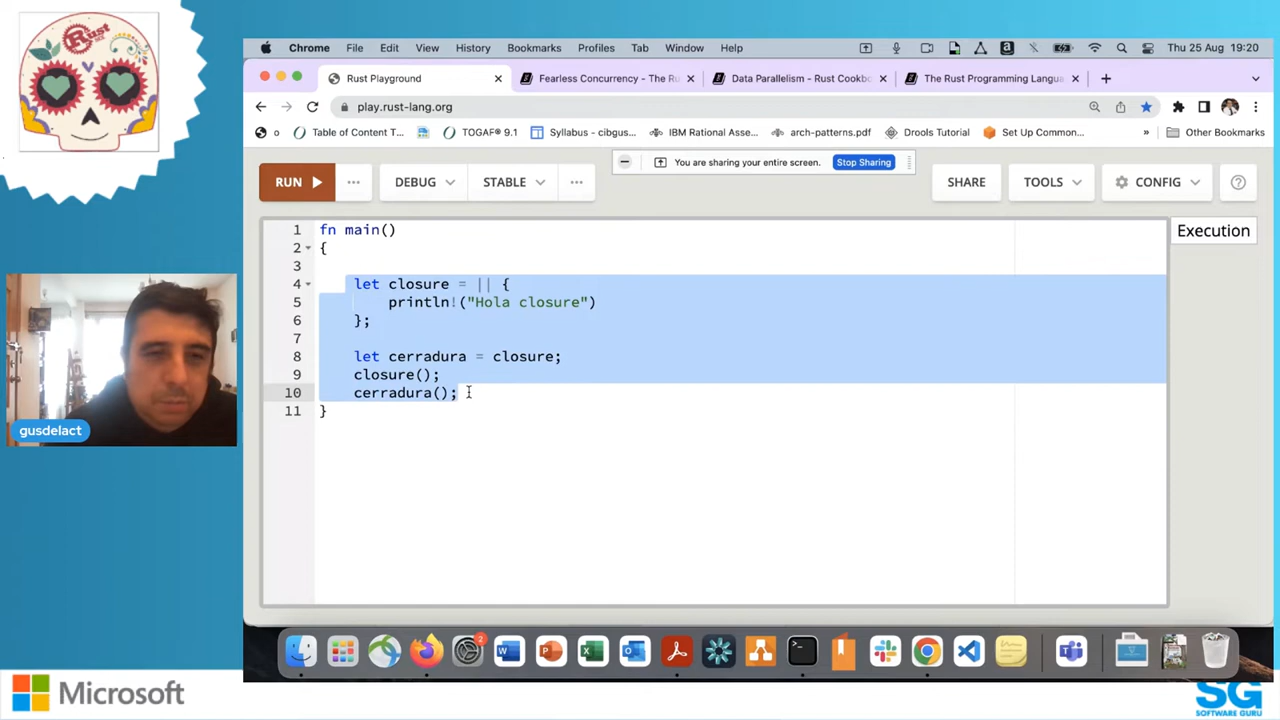 Rust
Chrome File Edit View History Bookmarks Profiles Tab Window Help Thu 25 Aug 19:20
Rust Playground Fearless Concurrency - The Ru Data Parallelism - Rust Cookb The Rust Programming Langua
play.rust-lang.org
o Table of Content T... TOGAF® 9.1 Syllabus - cibgus... IBM Rational Asse... arch-patterns.pdf Drools Tutorial Set Up Common... » Other Bookmarks
You are sharing your entire screen. Stop Sharing
RUN ... DEBUG STABLE ... SHARE TOOLS CONFIG
Execution
1 fn main()
2 {
3
4 let closure = || {
5 println!("Hola closure")
6 };
7
8 let cerradura = closure;
9 closure();
10 cerradura();
11 }
gusdelact
2
Microsoft
SG
SOFTWARE GURU